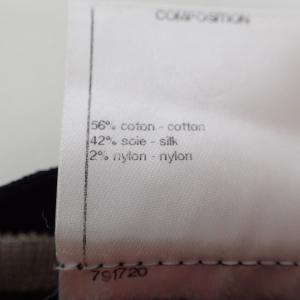 COMPOSITION
56% coton - cotton
42% soie - silk
2% nylon - nylon
791720